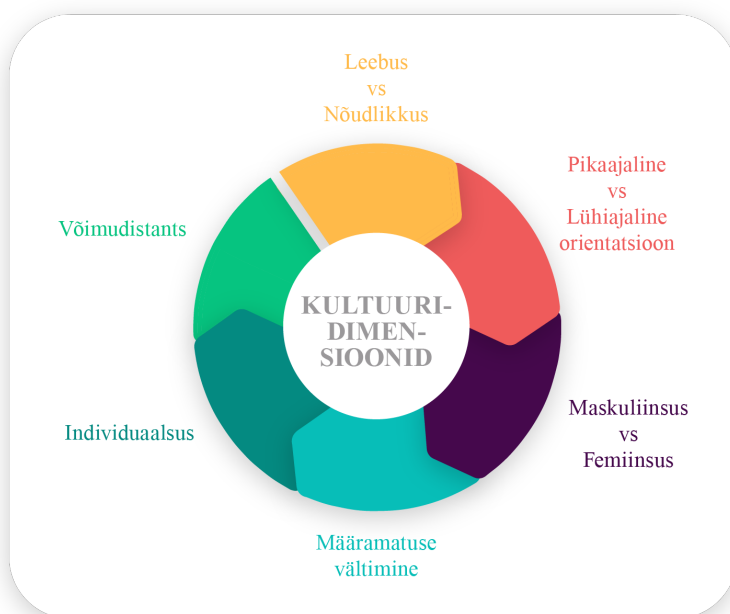 Leebus
vs
Nõudlikkus
Pikaajaline
vs
Lühiajaline
orientatsioon
Võimudistants
KULTUURI-
DIMEN-
SIOONID
Maskuliinsus
vs
Femiinsus
Individuaalsus
Määramatuse
vältimine